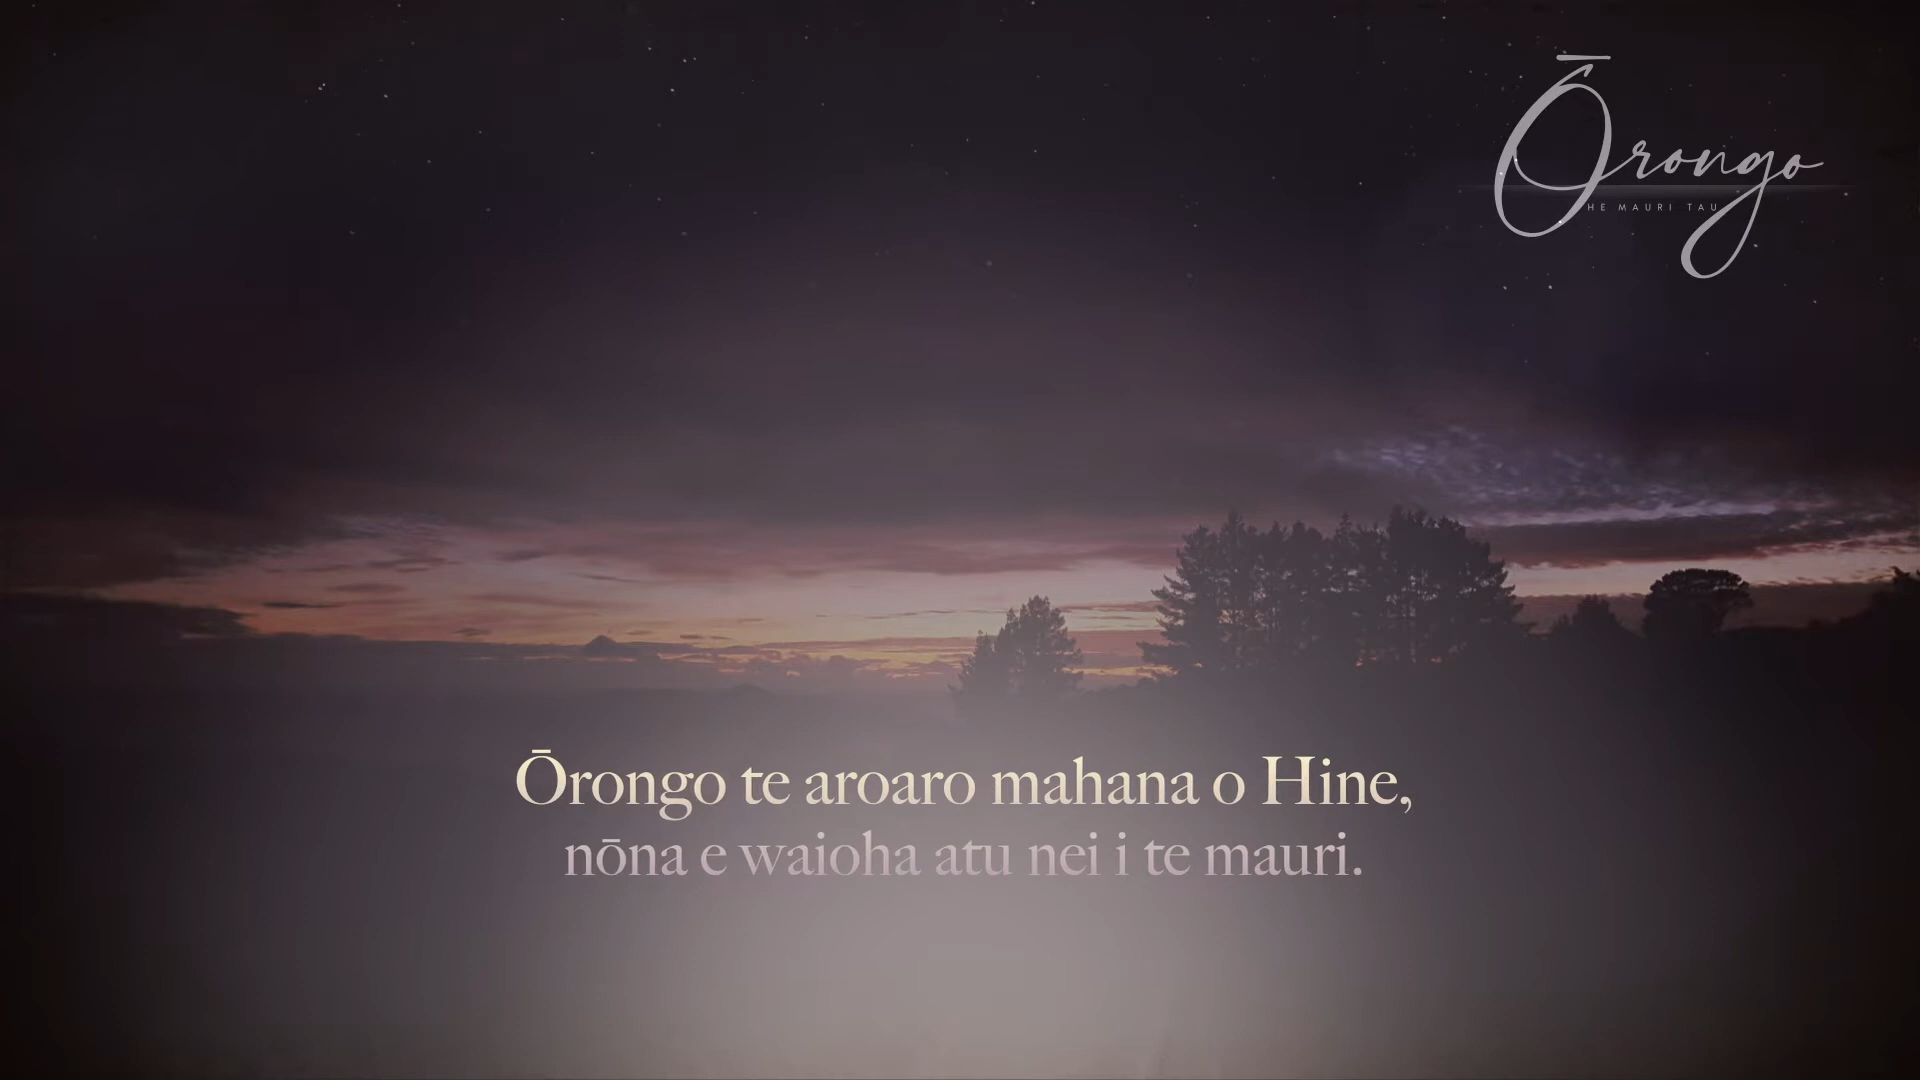 Ōrongo
HE MAURI TAU
Ōrongo te aroaro mahana o Hine,
nōna e waioha atu nei i te mauri.